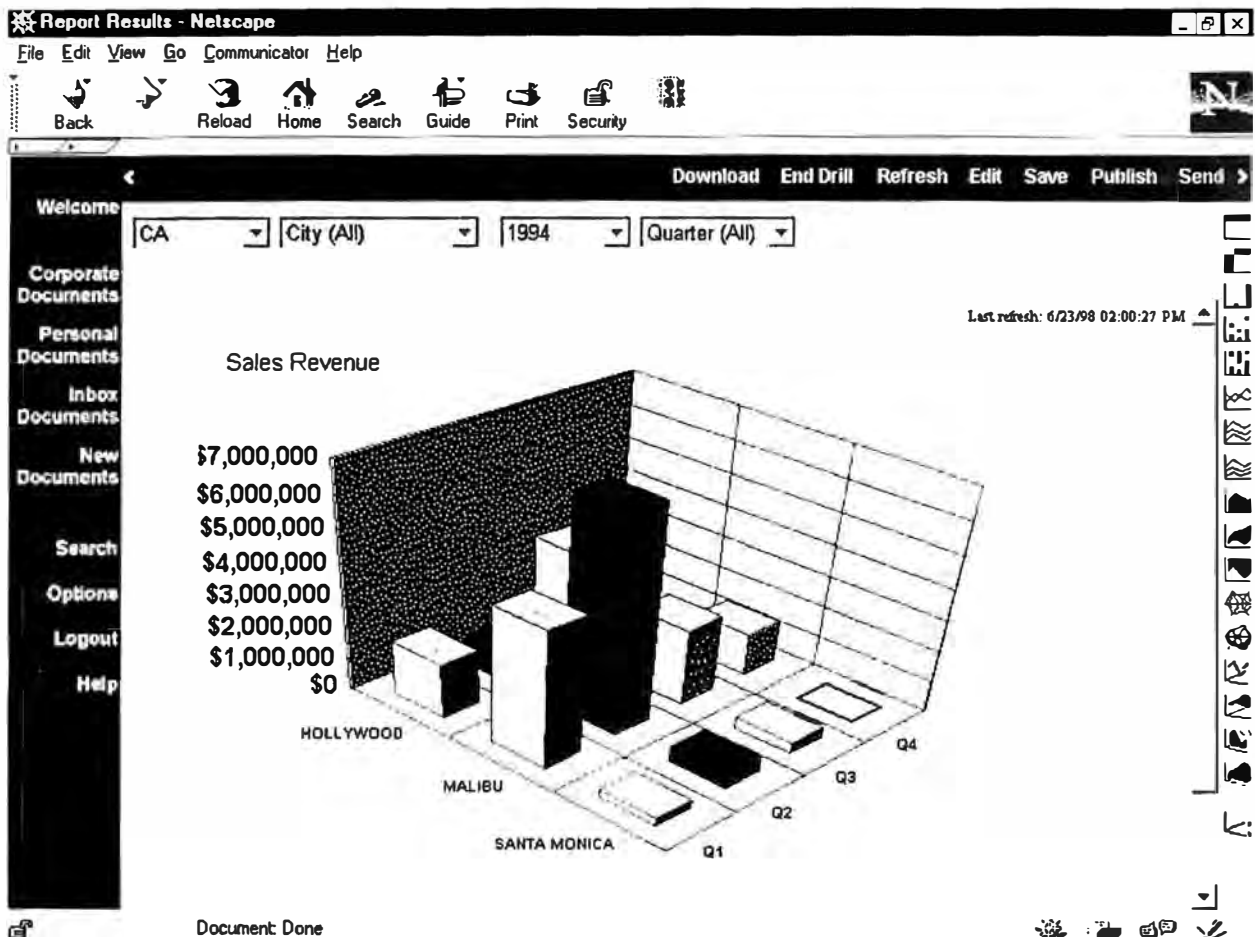 Report Results - Netscape
File Edit View Go Communicator Help
Back Reload Home Search Guide Print Security
N
Download End Drill Refresh Edit Save Publish Send
Welcome
CA City (All) 1994 Quarter (All)
Corporate
Documents
Last refresh: 6/23/98 02:00:27 PM
Personal
Documents
Inbox
Documents
New
Documents
Search
Options
Logout
Help
Sales Revenue
$7,000,000
$6,000,000
$5,000,000
$4,000,000
$3,000,000
$2,000,000
$1,000,000
$0
HOLLYWOOD
MALIBU
SANTA MONICA
Q1
Q2
Q3
Q4
Document: Done